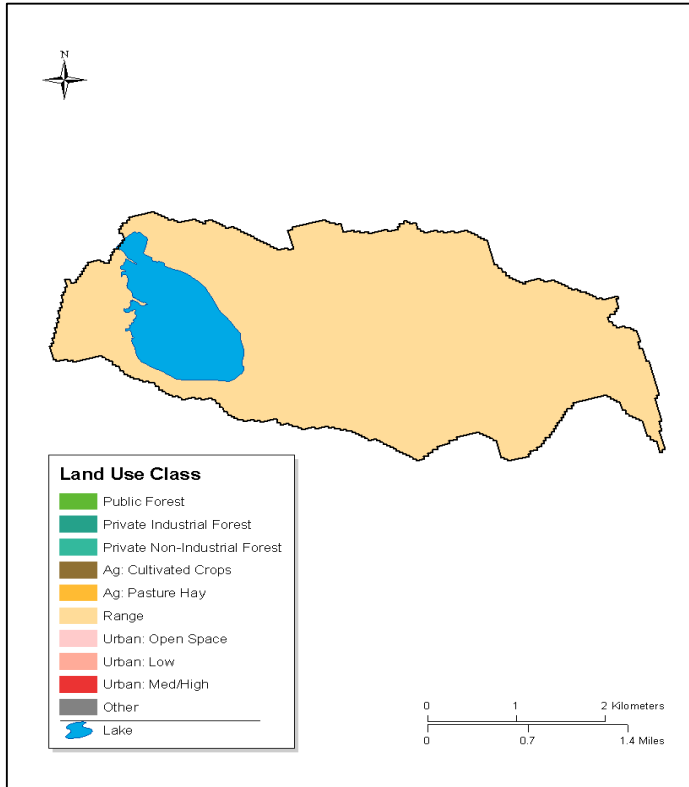 N
Land Use Class
Public Forest
Private Industrial Forest
Private Non-Industrial Forest
Ag: Cultivated Crops
Ag: Pasture Hay
Range
Urban: Open Space
Urban: Low
Urban: Med/High
Other
Lake
0 1 2 Kilometers
0 0.7 1.4 Miles